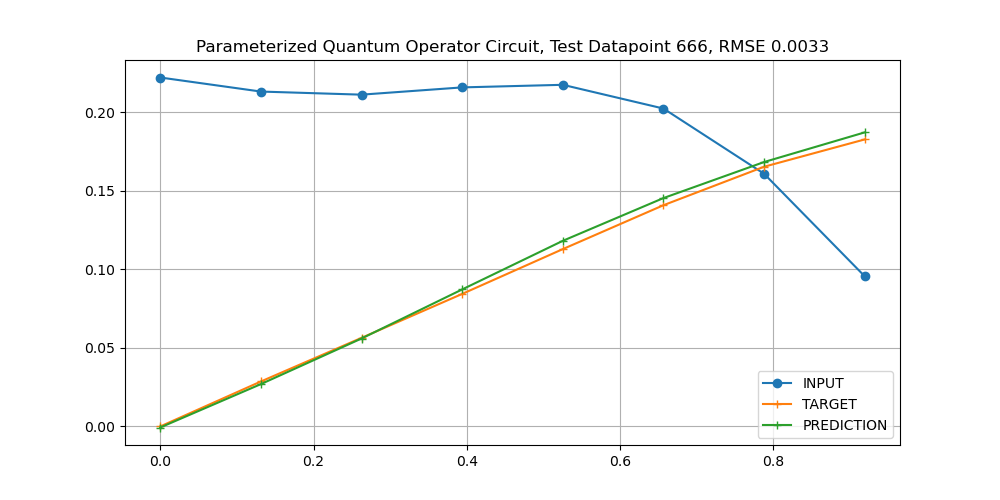 Parameterized Quantum Operator Circuit, Test Datapoint 666, RMSE 0.0033
0.20
0.15
0.10
0.05
0.00
0.0 0.2 0.4 0.6 0.8
INPUT
TARGET
PREDICTION